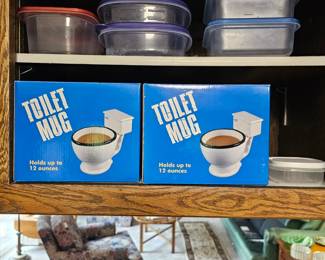 TOILET
MUG
Holds up to
12 ounces
TOILET
MUG
Holds up to
12 ounces